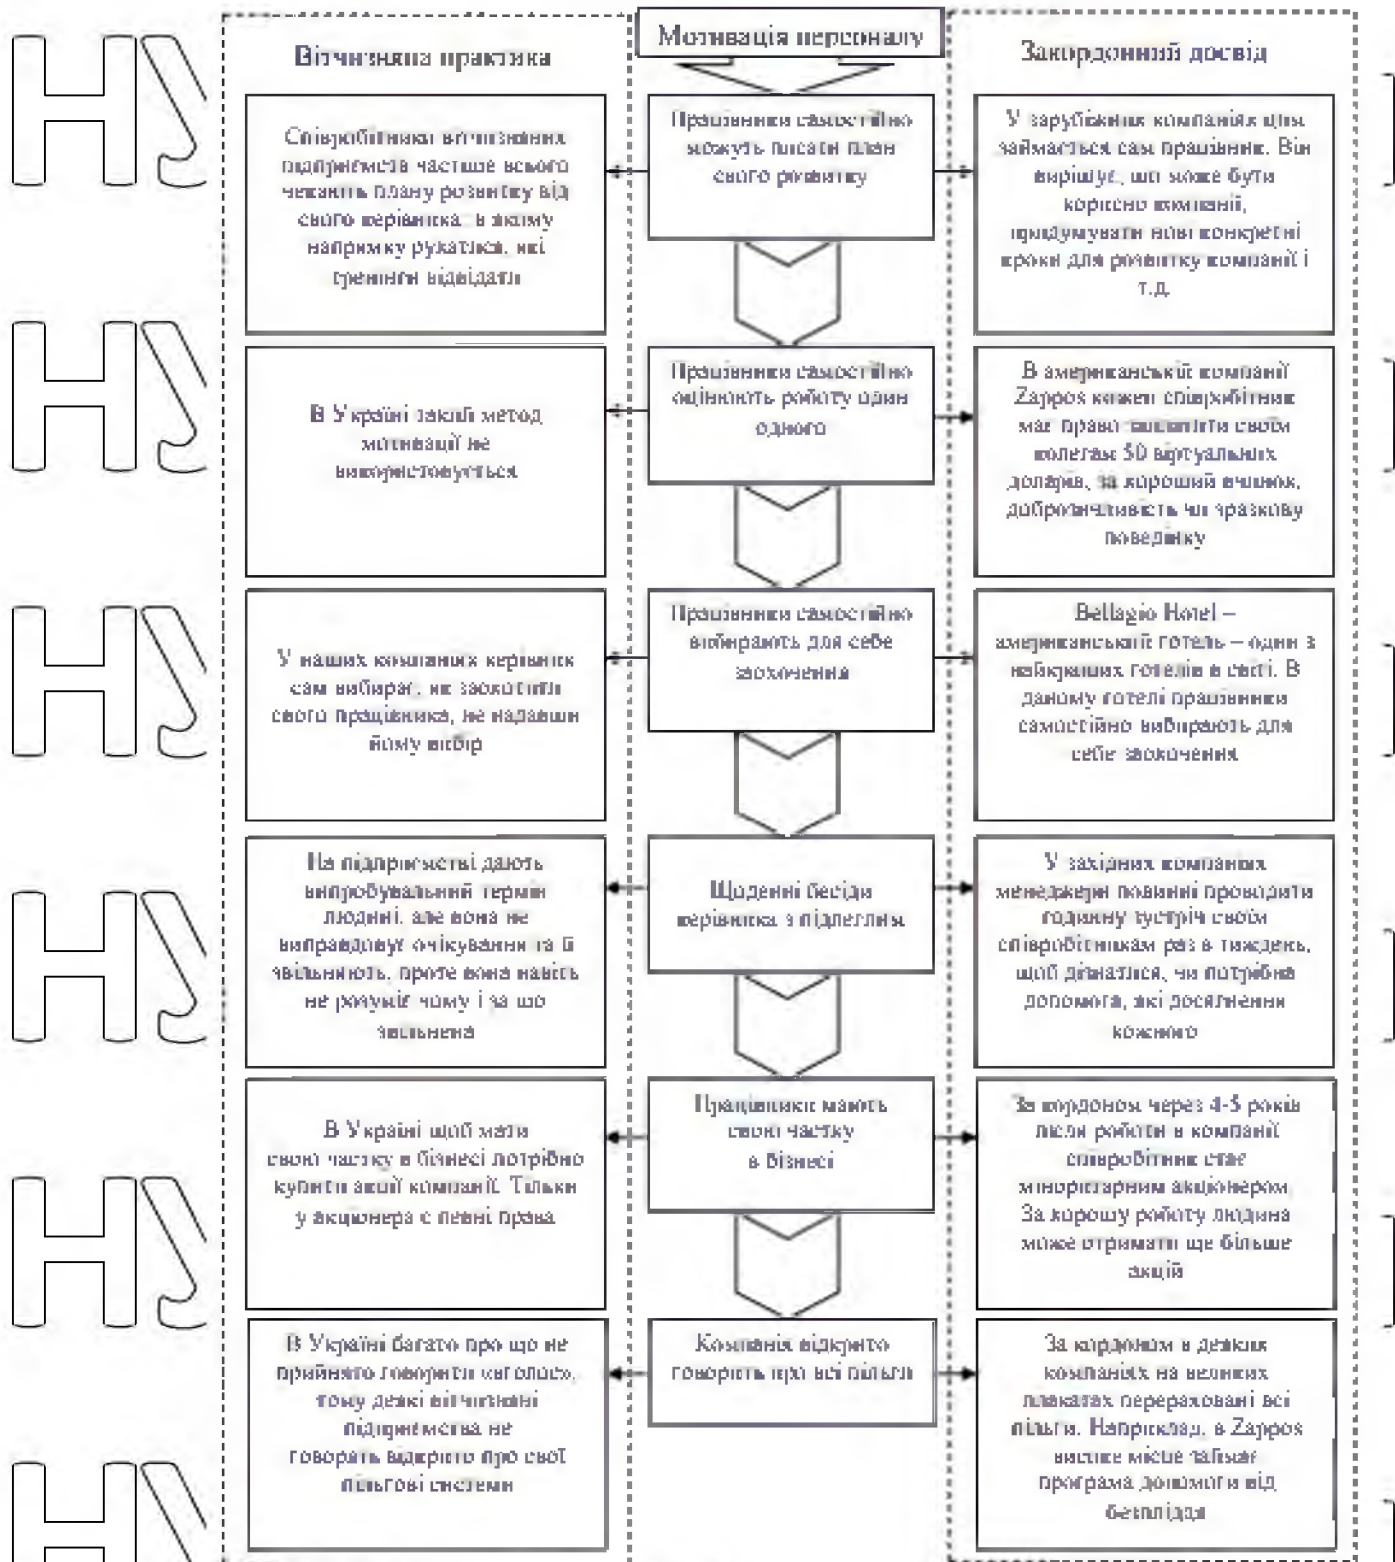 Мотивація персоналу
Вітчизняна практика
Закордонний досвід
Співробітники вітчизняних
підприємств частіше всього
чекають плану розвитку від
свого керівника, в якому
напрямку рухатися, які
тренінги відвідати
Працівники самостійно
можуть писати план
свого розвитку
У зарубіжних компаніях цим
займається сам працівник. Він
вирішує, що може бути
корисно компанії,
придумувати нові конкретні
кроки для розвитку компанії і
т.д.
В Україні такий метод
мотивації не
використовується
Працівники самостійно
оцінюють роботу один
одного
В американській компанії
Zappos кожен співробітник
має право виплатити своїм
колегам 50 віртуальних
доларів, за хороший вчинок,
доброзичливість чи зразкову
поведінку
У наших компаніях керівник
сам вибирає, як заохотити
свого працівника, не надавши
йому вибір
Працівники самостійно
вибирають для себе
заохочення
Bellagio Hotel –
американський готель – один з
найкращих готелів в світі. В
даному готелі працівники
самостійно вибирають для
себе заохочення
На підприємстві дають
випробувальний термін
людині, але вона не
виправдовує очікування та її
звільняють, проте вона навіть
не розуміє чому і за що
звільнена
Щоденні бесіди
керівника з підлеглим
У західних компаніях
менеджери повинні проводити
годинну зустріч своїм
співробітникам раз в тиждень,
щоб дізнатися, чи потрібна
допомога, які досягнення
кожного
В Україні щоб мати
свою частку в бізнесі потрібно
купити акції компанії. Тільки
у акціонера є певні права
Працівники мають
свою частку
в бізнесі
За кордоном через 4-5 років
після роботи в компанії
співробітник стає
міноритарним акціонером.
За хорошу роботу людина
може отримати ще більше
акцій
В Україні багато про що не
прийнято говорити «вголос»,
тому деякі вітчизняні
підприємства не
говорять відкрито про свої
пільгові системи
Компанія відкрито
говорить про всі пільги
За кордоном в деяких
компаніях на великих
плакатах перераховані всі
пільги. Наприклад, в Zappos
високе місце займає
програма допомоги від
безпліддя
НУ
НУ
НУ
НУ
НУ
НУ